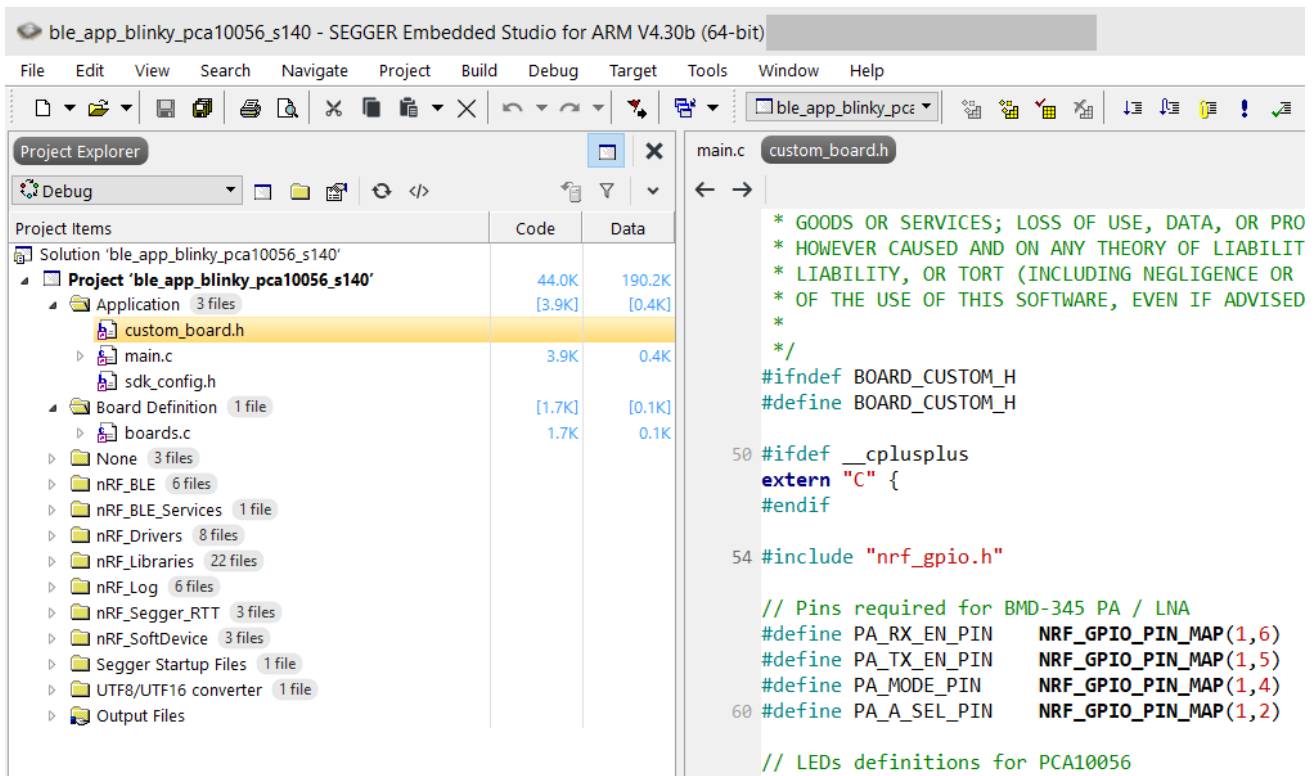 ble_app_blinky_pca10056_s140 - SEGGER Embedded Studio for ARM V4.30b (64-bit)
File Edit View Search Navigate Project Build Debug Target Tools Window Help
ble_app_blinky_pca
Project Explorer
Debug
Project Items Code Data
Solution 'ble_app_blinky_pca10056_s140'
Project 'ble_app_blinky_pca10056_s140' 44.0K 190.2K
Application 3 files [3.9K] [0.4K]
custom_board.h
main.c 3.9K 0.4K
sdk_config.h
Board Definition 1 file [1.7K] [0.1K]
boards.c 1.7K 0.1K
None 3 files
nRF_BLE 6 files
nRF_BLE_Services 1 file
nRF_Drivers 8 files
nRF_Libraries 22 files
nRF_Log 6 files
nRF_Segger_RTT 3 files
nRF_SoftDevice 3 files
Segger Startup Files 1 file
UTF8/UTF16 converter 1 file
Output Files
main.c custom_board.h
* GOODS OR SERVICES; LOSS OF USE, DATA, OR PRO
* HOWEVER CAUSED AND ON ANY THEORY OF LIABILIT
* LIABILITY, OR TORT (INCLUDING NEGLIGENCE OR
* OF THE USE OF THIS SOFTWARE, EVEN IF ADVISED
*
*/
#ifndef BOARD_CUSTOM_H
#define BOARD_CUSTOM_H
50 #ifdef __cplusplus
extern "C" {
#endif
54 #include "nrf_gpio.h"
// Pins required for BMD-345 PA / LNA
#define PA_RX_EN_PIN NRF_GPIO_PIN_MAP(1,6)
#define PA_TX_EN_PIN NRF_GPIO_PIN_MAP(1,5)
#define PA_MODE_PIN NRF_GPIO_PIN_MAP(1,4)
60 #define PA_A_SEL_PIN NRF_GPIO_PIN_MAP(1,2)
// LEDs definitions for PCA10056